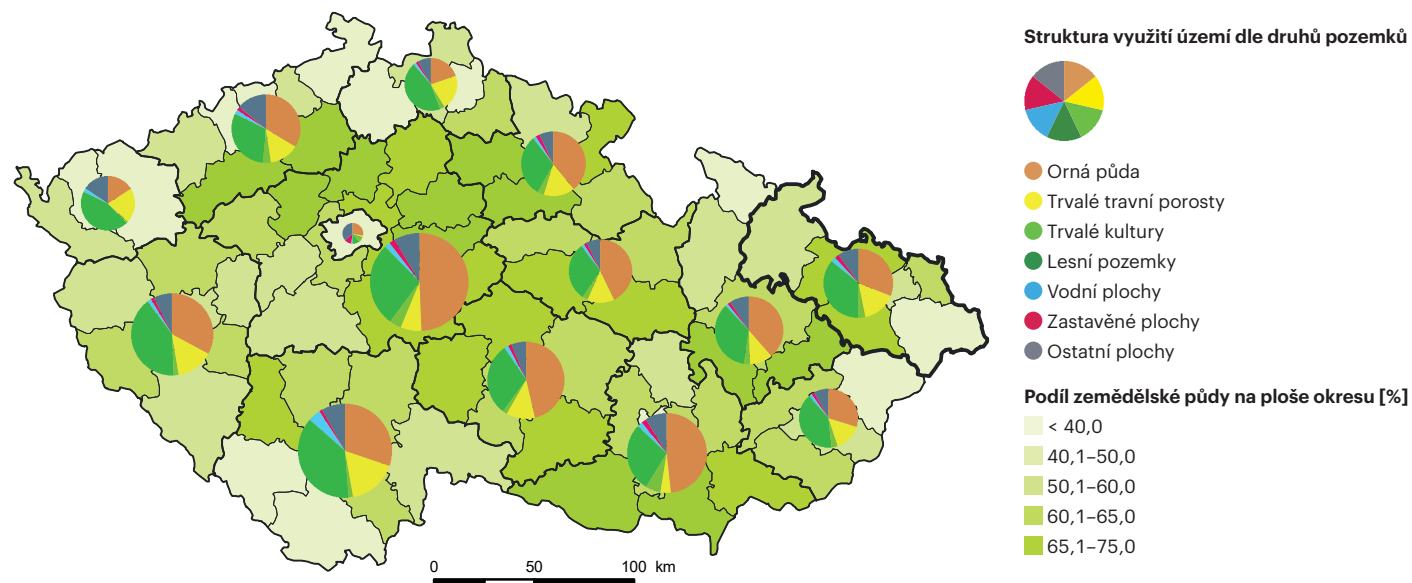 Struktura využití území dle druhů pozemků
Orná půda
Trvalé travní porosty
Trvalé kultury
Lesní pozemky
Vodní plochy
Zastavěné plochy
Ostatní plochy
Podíl zemědělské půdy na ploše okresu [%]
< 40,0
40,1–50,0
50,1–60,0
60,1–65,0
65,1–75,0
0 50 100 km